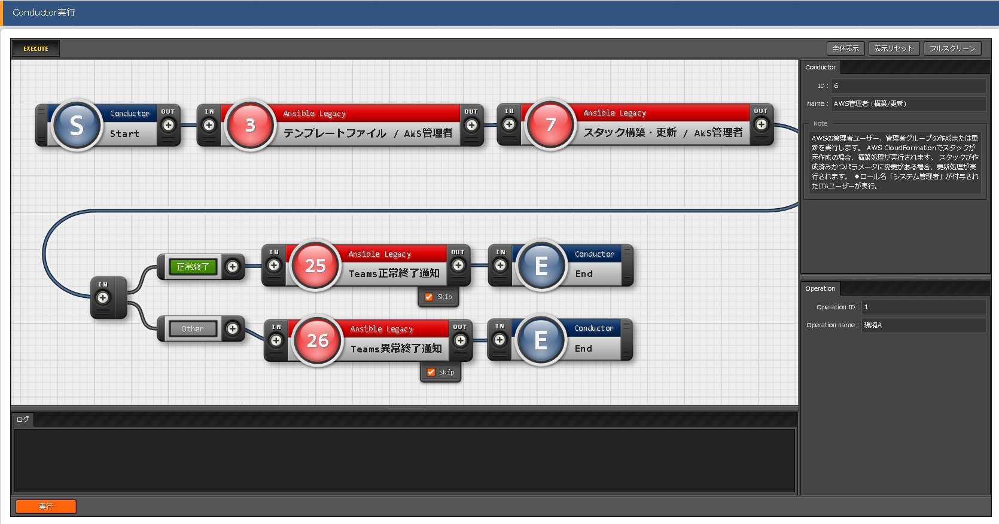 Conductor実行
EXECUTE
全体表示 表示リセット フルスクリーン
S Conductor Start OUT
IN 3 Ansible Legacy テンプレートファイル / AWS管理者 OUT
IN 7 Ansible Legacy スタック構築・更新 / AWS管理者 OUT
IN
正常終了
IN 25 Ansible Legacy Teams正常終了通知 OUT
Skip
IN E Conductor End
Other
IN 26 Ansible Legacy Teams異常終了通知 OUT
Skip
IN E Conductor End
Conductor
ID : 6
Name : AWS管理者 (構築/更新)
Note
AWSの管理者ユーザー、管理者グループの作成または更
新を実行します。 AWS CloudFormationでスタックが
未作成の場合、構築処理が実行されます。 スタックが作
成済みかつパラメータに変更がある場合、更新処理が実
行されます。 ◆ロール名「システム管理者」が付与され
たITAユーザーが実行。
Operation
Operation ID : 1
Operation name : 環境A
ログ
実行